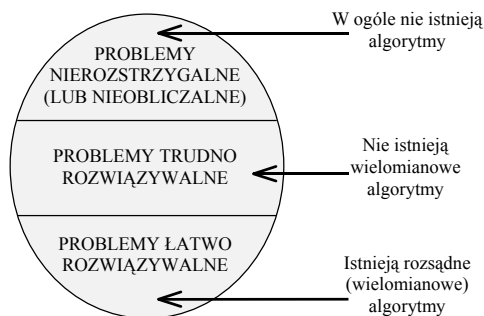 W ogóle nie istnieją
algorytmy
PROBLEMY
NIEROZSTRZYGALNE
(LUB NIEOBLICZALNE)
Nie istnieją
wielomianowe
algorytmy
PROBLEMY TRUDNO
ROZWIĄZYWALNE
PROBLEMY ŁATWO
ROZWIĄZYWALNE
Istnieją rozsądne
(wielomianowe)
algorytmy